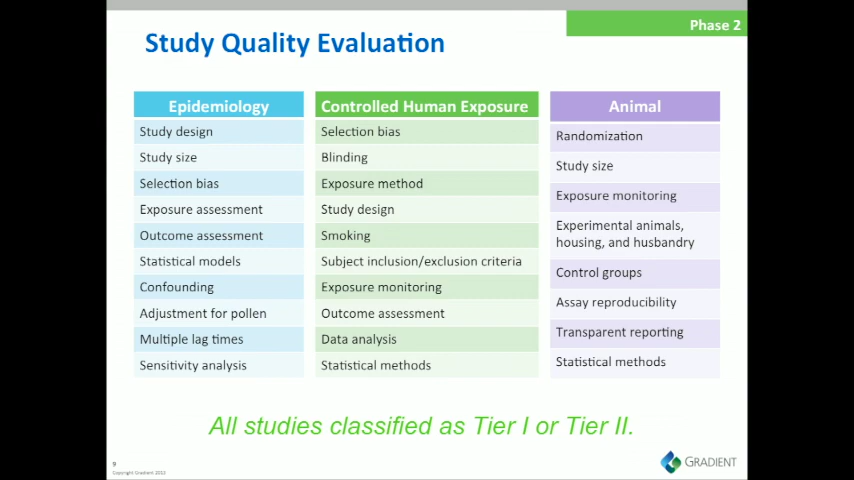 Phase 2
Study Quality Evaluation
Epidemiology
Study design
Study size
Selection bias
Exposure assessment
Outcome assessment
Statistical models
Confounding
Adjustment for pollen
Multiple lag times
Sensitivity analysis
Controlled Human Exposure
Selection bias
Blinding
Exposure method
Study design
Smoking
Subject inclusion/exclusion criteria
Exposure monitoring
Outcome assessment
Data analysis
Statistical methods
Animal
Randomization
Study size
Exposure monitoring
Experimental animals,
housing, and husbandry
Control groups
Assay reproducibility
Transparent reporting
Statistical methods
All studies classified as Tier I or Tier II.
9
Copyright Gradient 2012
GRADIENT